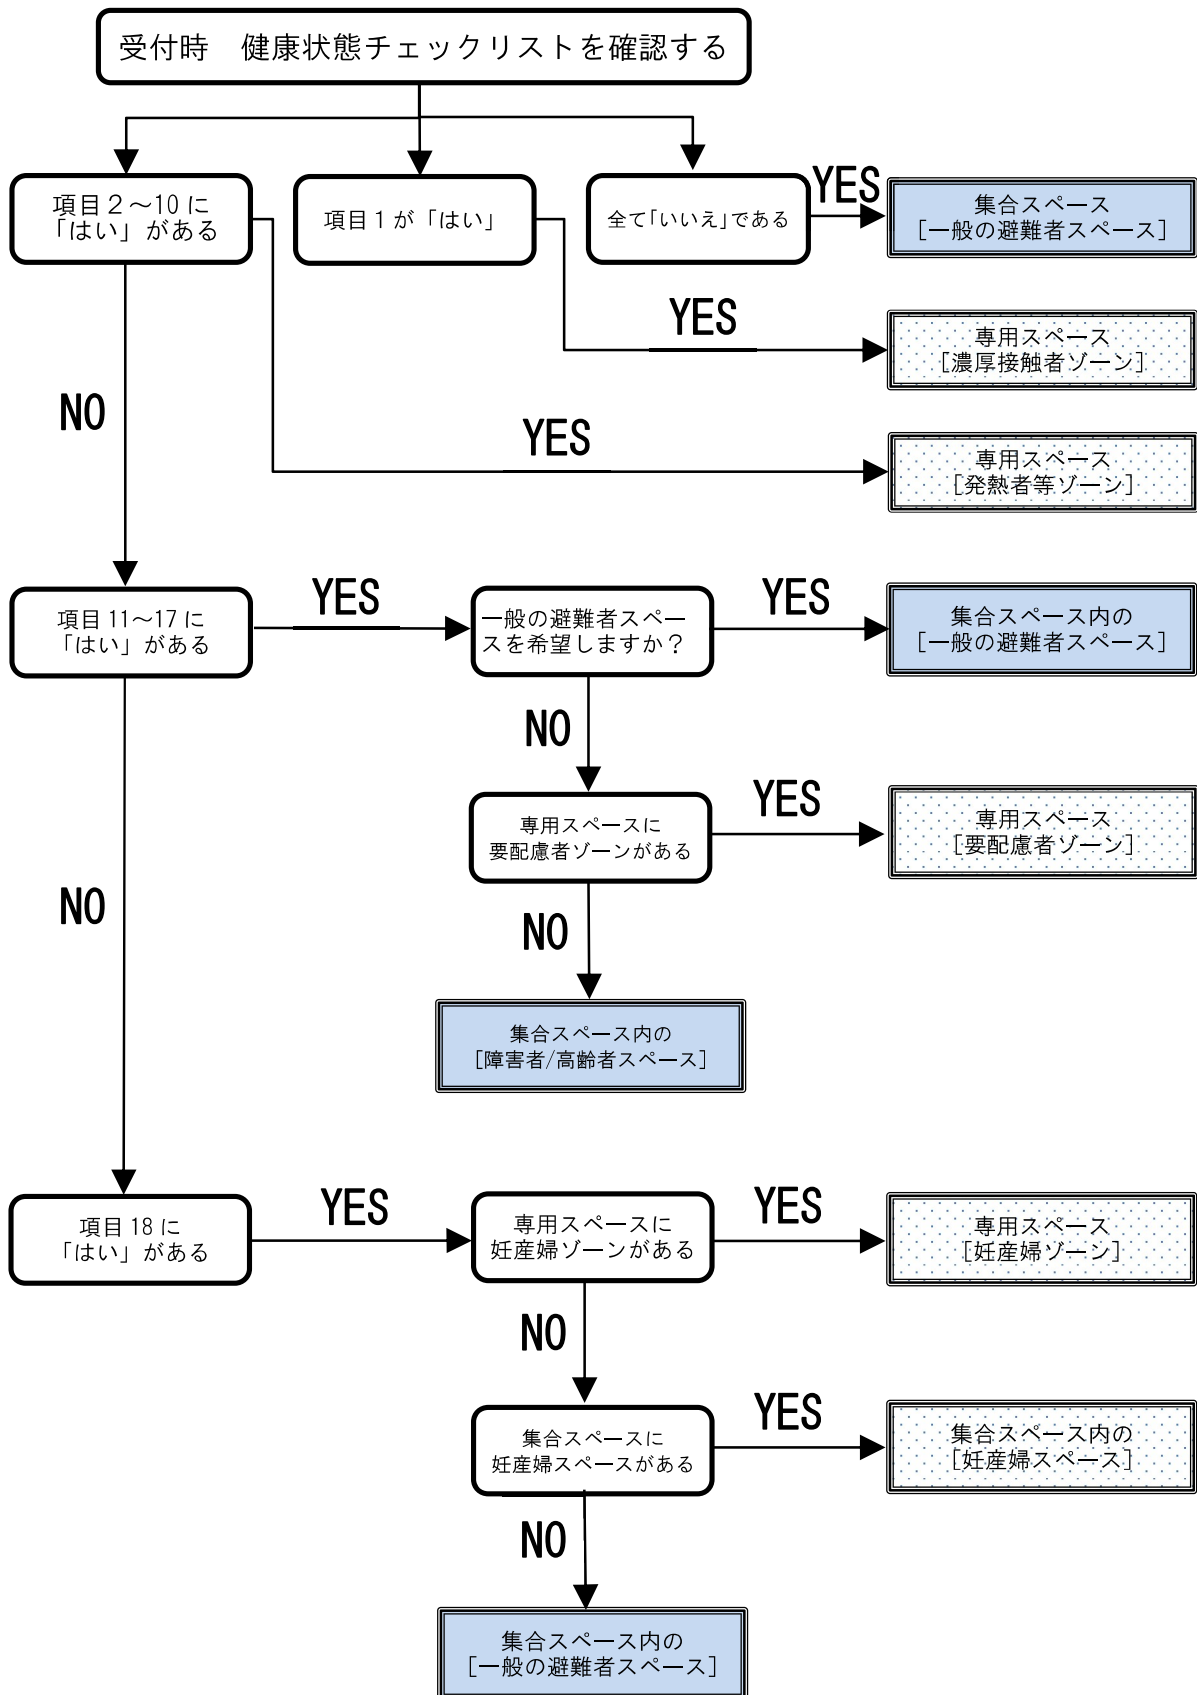 受付時　健康状態チェックリストを確認する
項目２～10に
「はい」がある
項目１が「はい」
全て「いいえ」である
YES
集合スペース
［一般の避難者スペース］
YES
専用スペース
［濃厚接触者ゾーン］
NO
YES
専用スペース
［発熱者等ゾーン］
項目11～17に
「はい」がある
YES
一般の避難者スペー
スを希望しますか？
YES
集合スペース内の
［一般の避難者スペース］
NO
専用スペースに
要配慮者ゾーンがある
YES
専用スペース
［要配慮者ゾーン］
NO
NO
集合スペース内の
［障害者/高齢者スペース］
項目18に
「はい」がある
YES
専用スペースに
妊産婦ゾーンがある
YES
専用スペース
［妊産婦ゾーン］
NO
集合スペースに
妊産婦スペースがある
YES
集合スペース内の
［妊産婦スペース］
NO
集合スペース内の
［一般の避難者スペース］